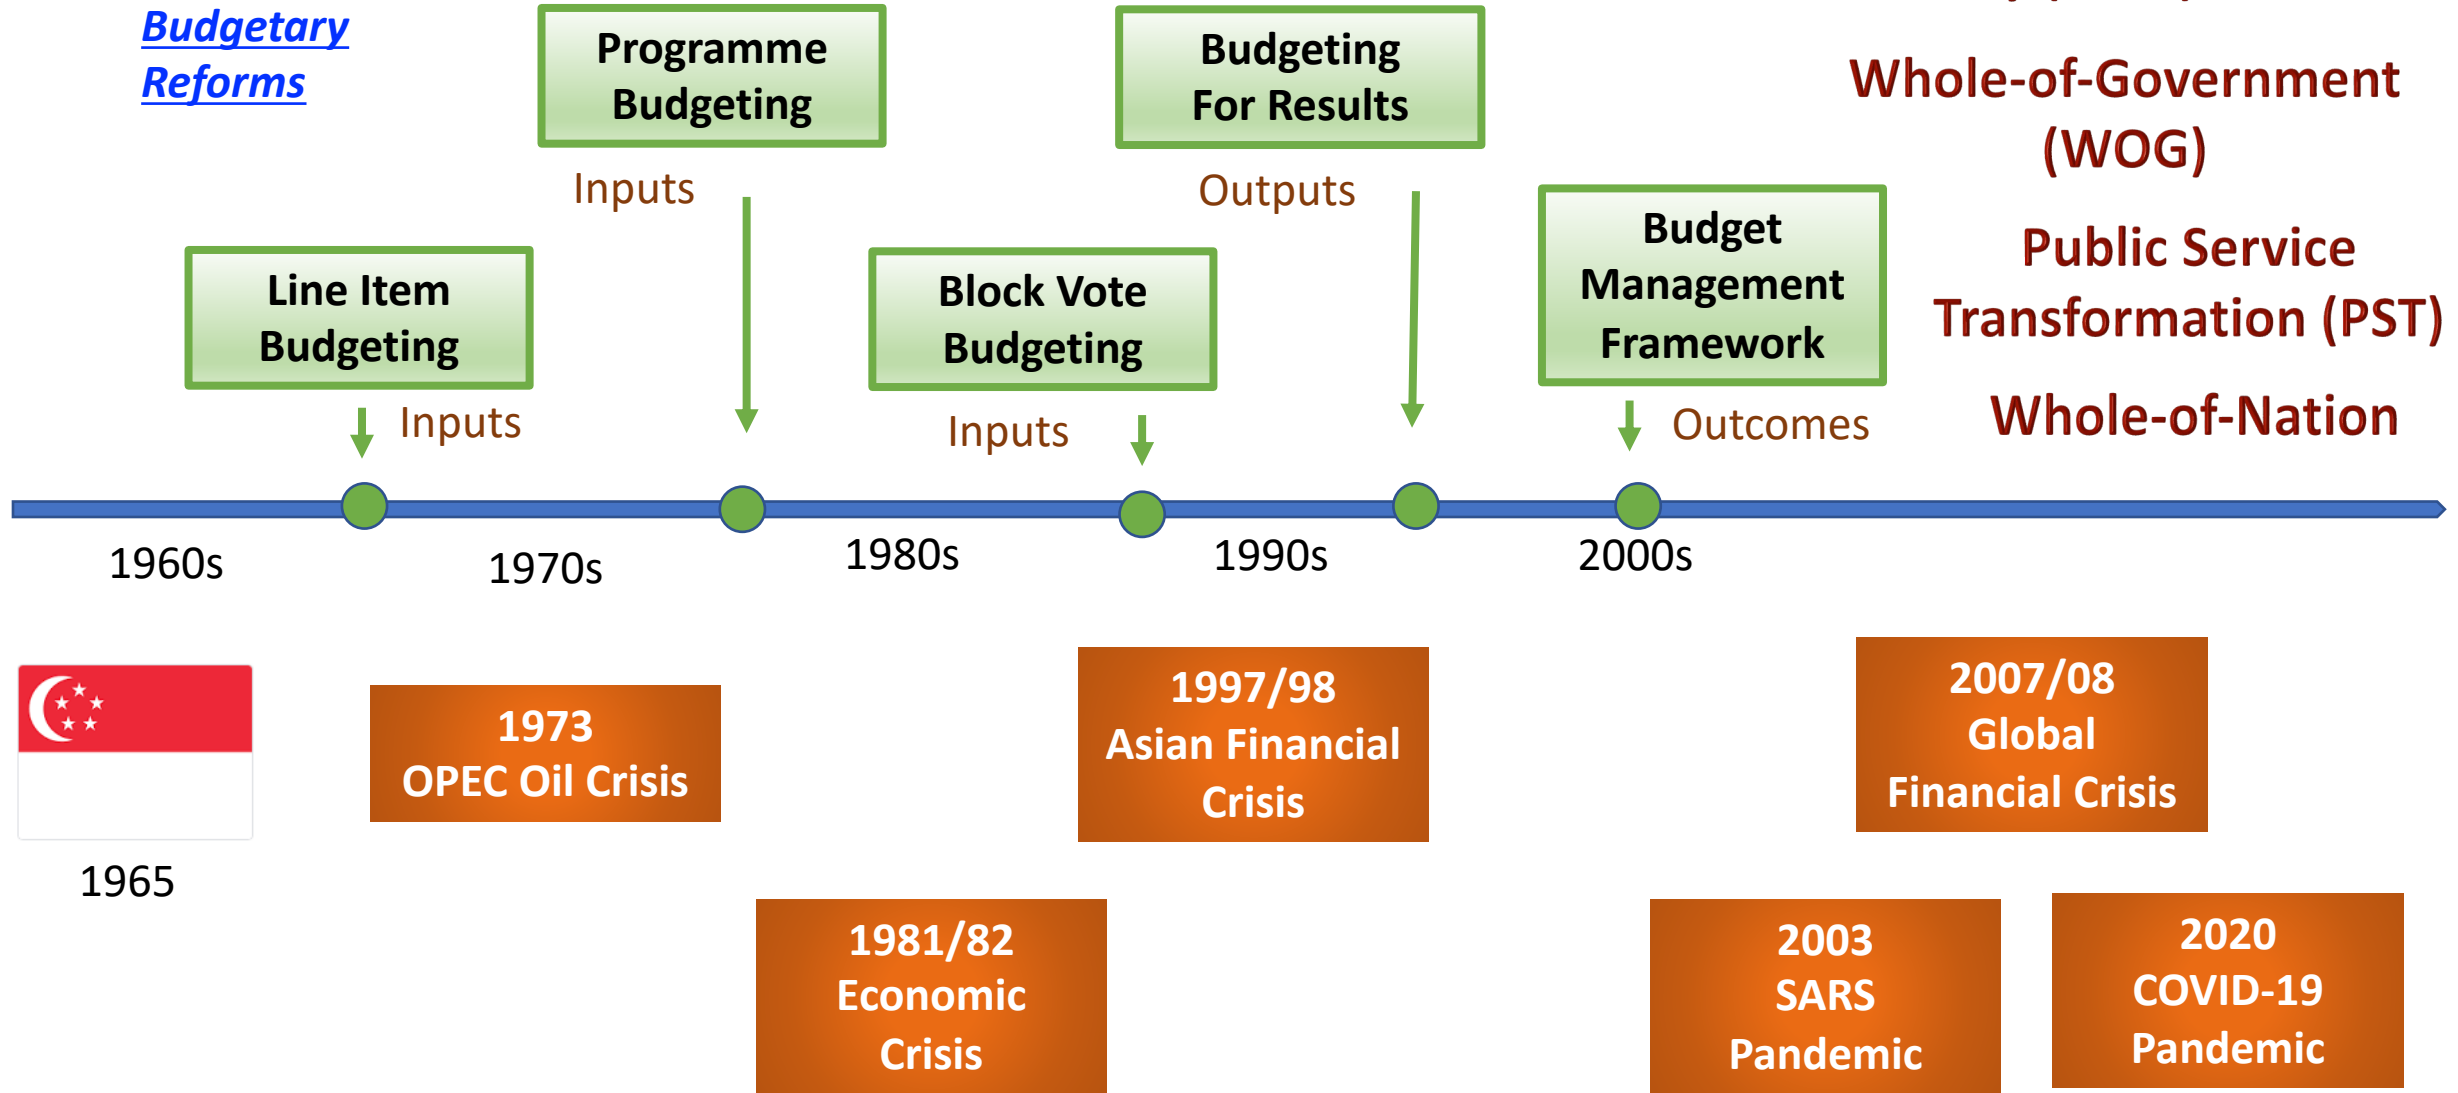 Budgetary
Reforms
Programme
Budgeting
Inputs
Budgeting
For Results
Outputs
Line Item
Budgeting
Inputs
Block Vote
Budgeting
Inputs
Budget
Management
Framework
Outcomes
Whole-of-Government
(WOG)
Public Service
Transformation (PST)
Whole-of-Nation
1960s
1970s
1980s
1990s
2000s
1965
1973
OPEC Oil Crisis
1981/82
Economic
Crisis
1997/98
Asian Financial
Crisis
2003
SARS
Pandemic
2007/08
Global
Financial Crisis
2020
COVID-19
Pandemic